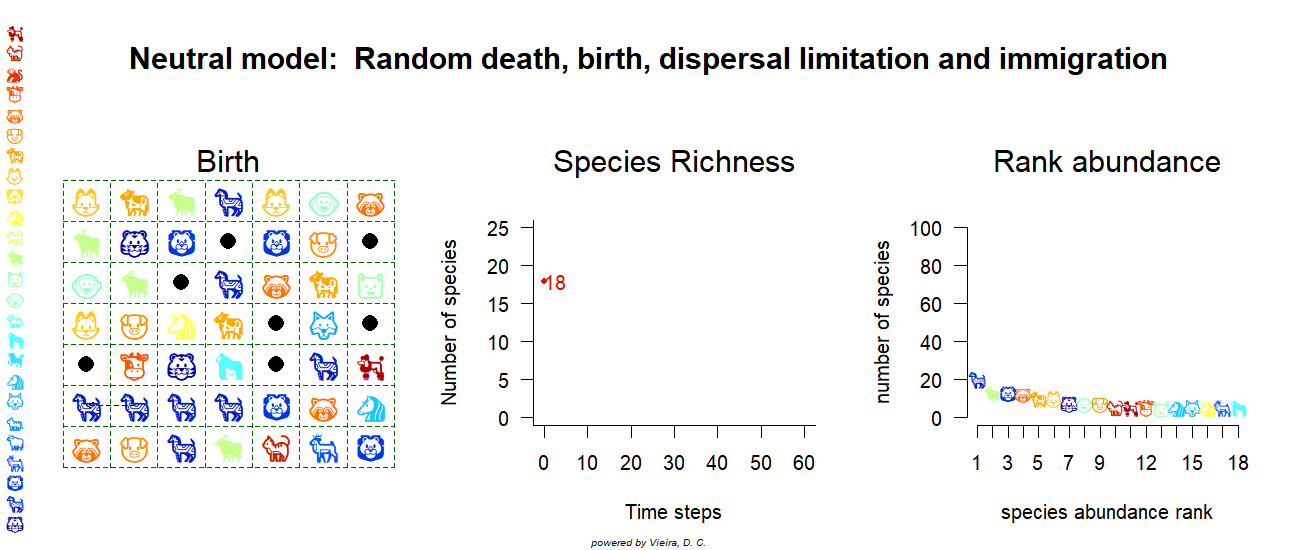 Neutral model:  Random death, birth, dispersal limitation and immigration
Birth
Species Richness
Number of species
25
20
15
10
5
0
18
0 10 20 30 40 50 60
Time steps
Rank abundance
number of species
100
80
60
40
20
0
1 3 5 7 9 12 15 18
species abundance rank
powered by Vieira, D. C.